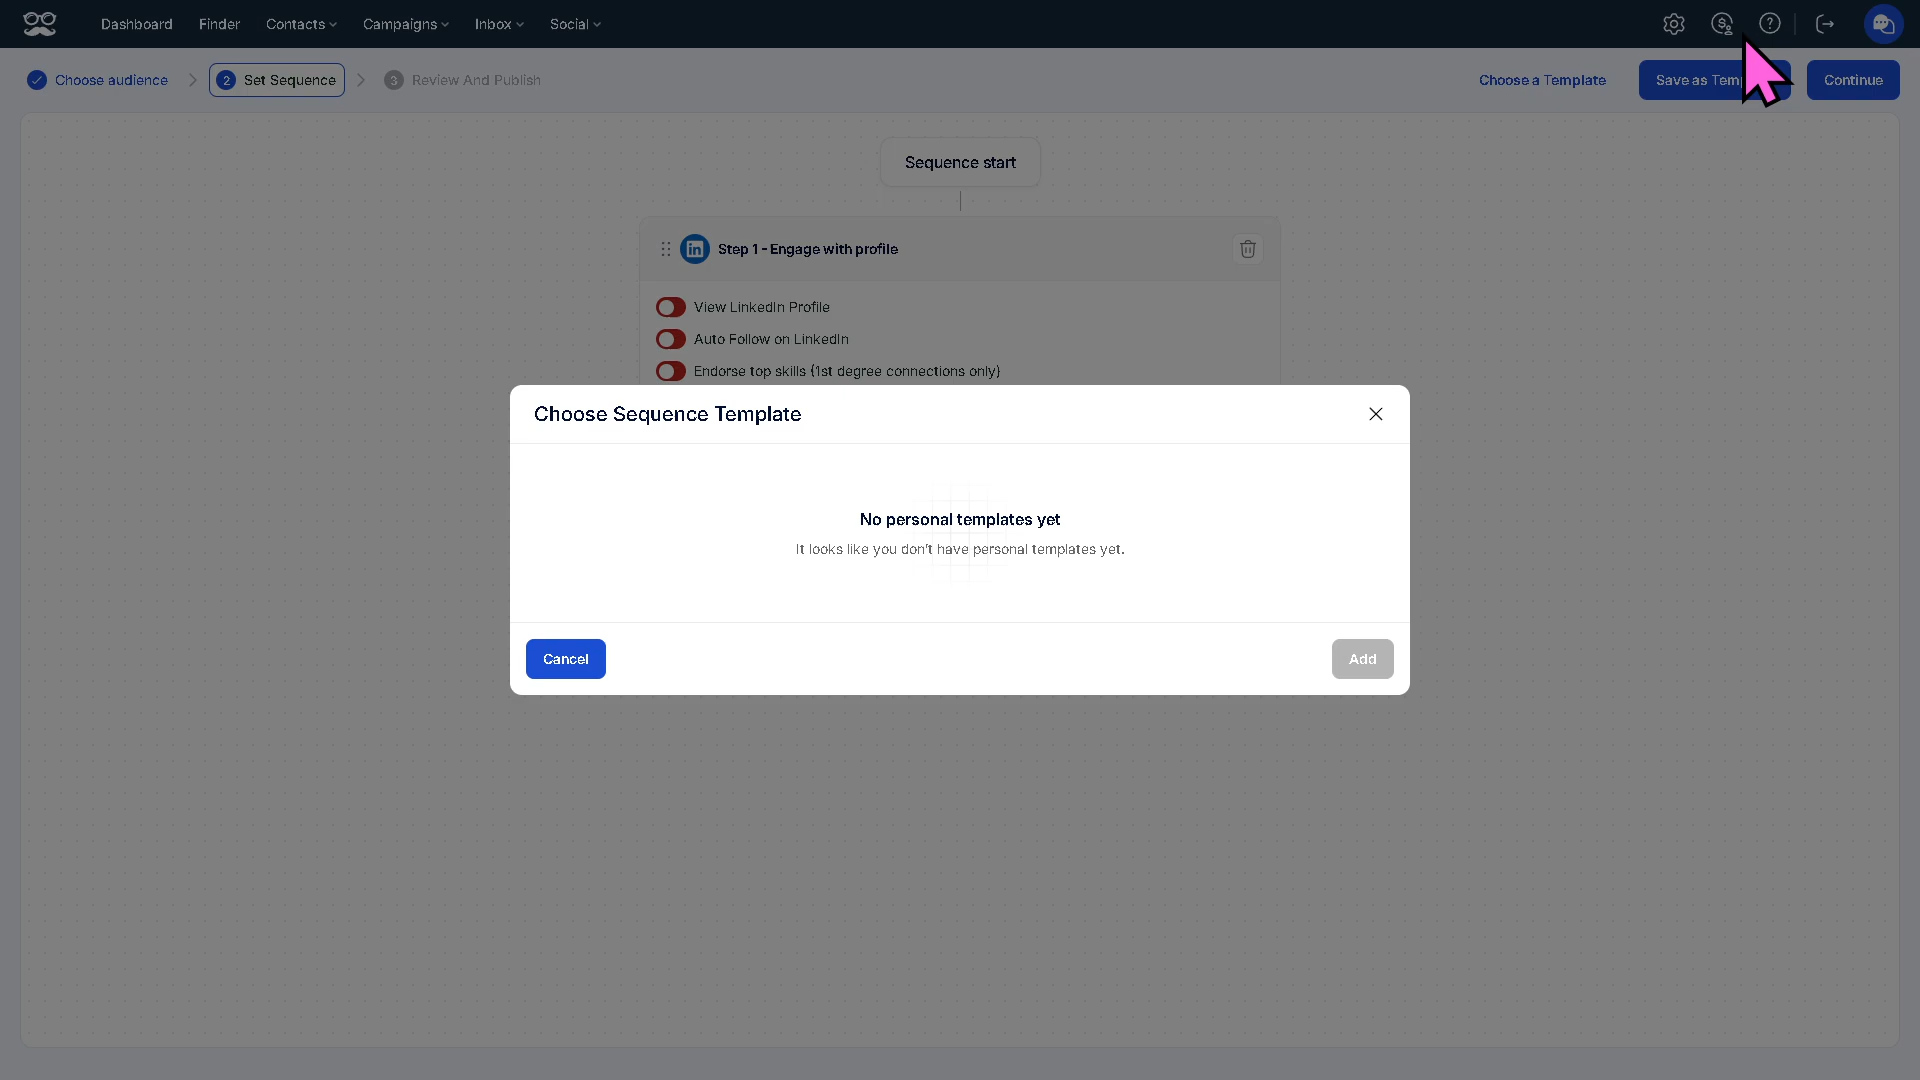 Dashboard
Finder
Contacts
Campaigns
Inbox
Social
Choose audience
2 Set Sequence
3 Review And Publish
Choose a Template
Save as Temp
Continue
Sequence start
in Step 1 - Engage with profile
View LinkedIn Profile
Auto Follow on LinkedIn
Endorse top skills (1st degree connections only)
Choose Sequence Template
No personal templates yet
It looks like you don't have personal templates yet.
Cancel
Add